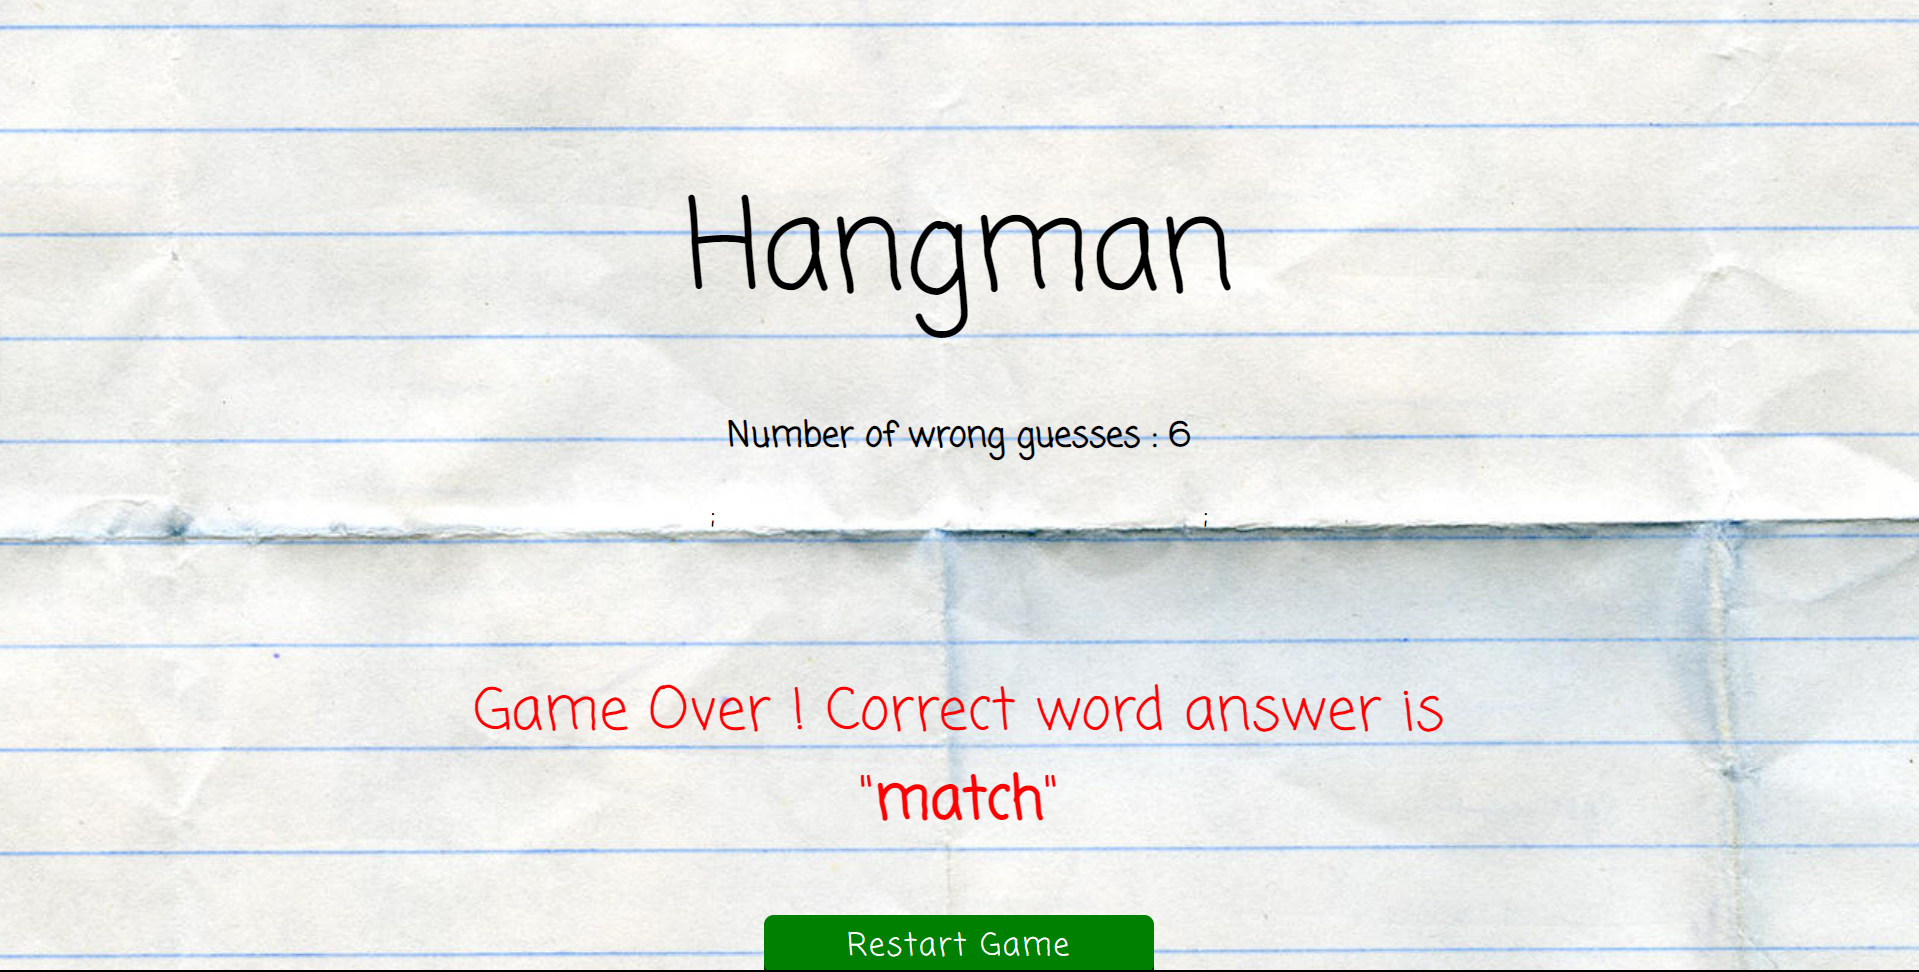 Hangman
Number of wrong guesses : 6
; ;
Game Over ! Correct word answer is
"match"
Restart Game